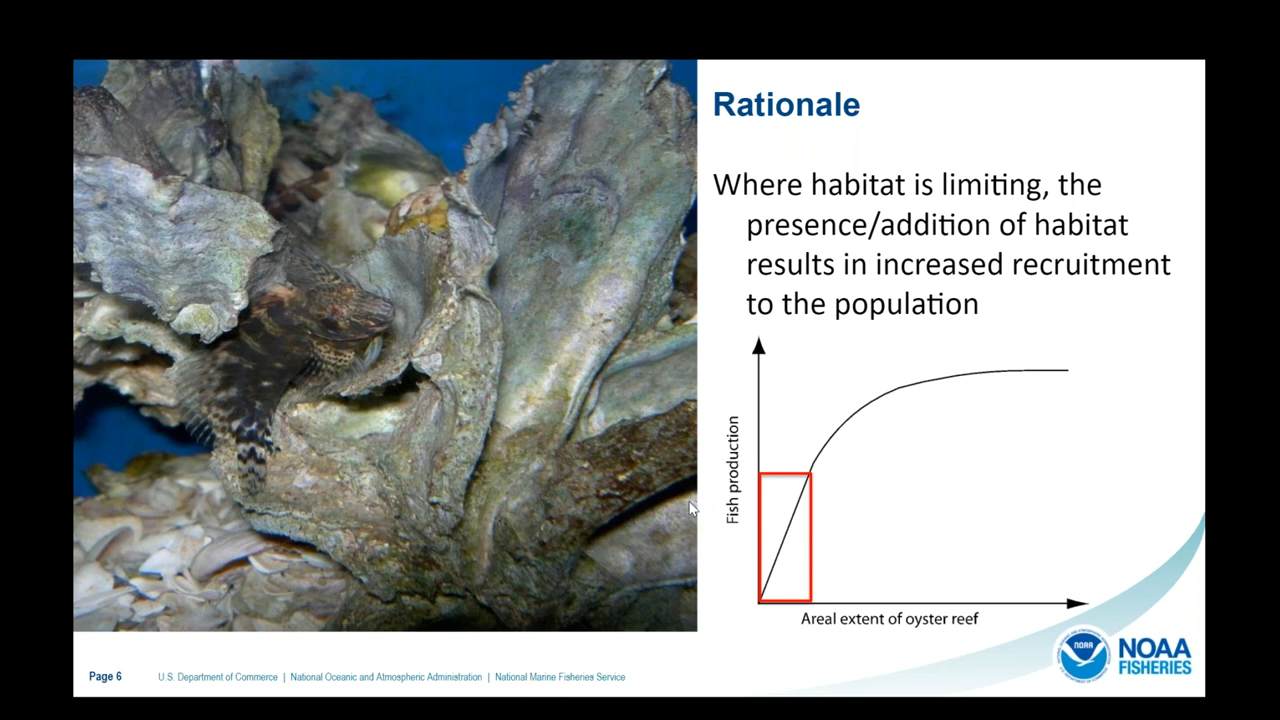 Rationale
Where habitat is limiting, the
presence/addition of habitat
results in increased recruitment
to the population
Fish production
Areal extent of oyster reef
NOAA
NOAA
FISHERIES
Page 6
U.S. Department of Commerce | National Oceanic and Atmospheric Administration | National Marine Fisheries Service